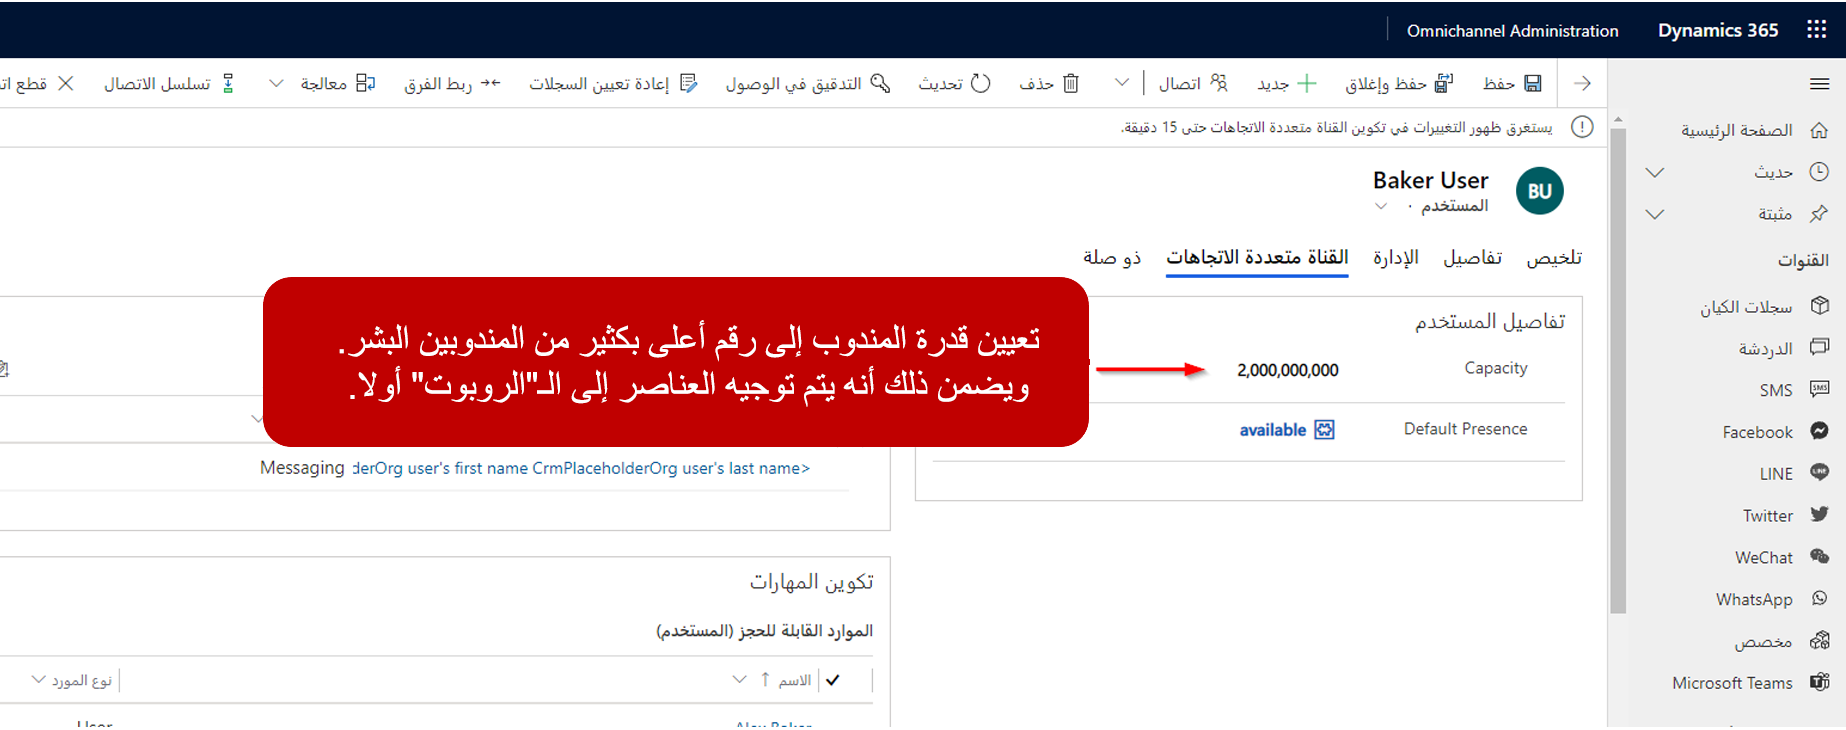 Dynamics 365
Omnichannel Administration
حفظ
حفظ وإغلاق
جديد
اتصال
حذف
تحديث
التدقيق في الوصول
إعادة تعيين السجلات
ربط الفرق
معالجة
تسلسل الاتصال
قطع
يستغرق ظهور التغييرات في تكوين القناة متعددة الاتجاهات حتى 15 دقيقة.
الصفحة الرئيسية
حديث
مثبتة
القنوات
سجلات الكيان
الدردشة
SMS
Facebook
LINE
Twitter
WeChat
WhatsApp
مخصص
Microsoft Teams
BU
Baker User
المستخدم ·
تلخيص
تفاصيل
الإدارة
القناة متعددة الاتجاهات
ذو صلة
تفاصيل المستخدم
Capacity
2,000,000,000
Default Presence
available
تعيين قدرة المندوب إلى رقم أعلى بكثير من المندوبين البشر.
ويضمن ذلك أنه يتم توجيه العناصر إلى الـ"الروبوت" أولا.
Messaging derOrg user's first name CrmPlaceholderOrg user's last name>
تكوين المهارات
الموارد القابلة للحجز (المستخدم)
الاسم
نوع المورد